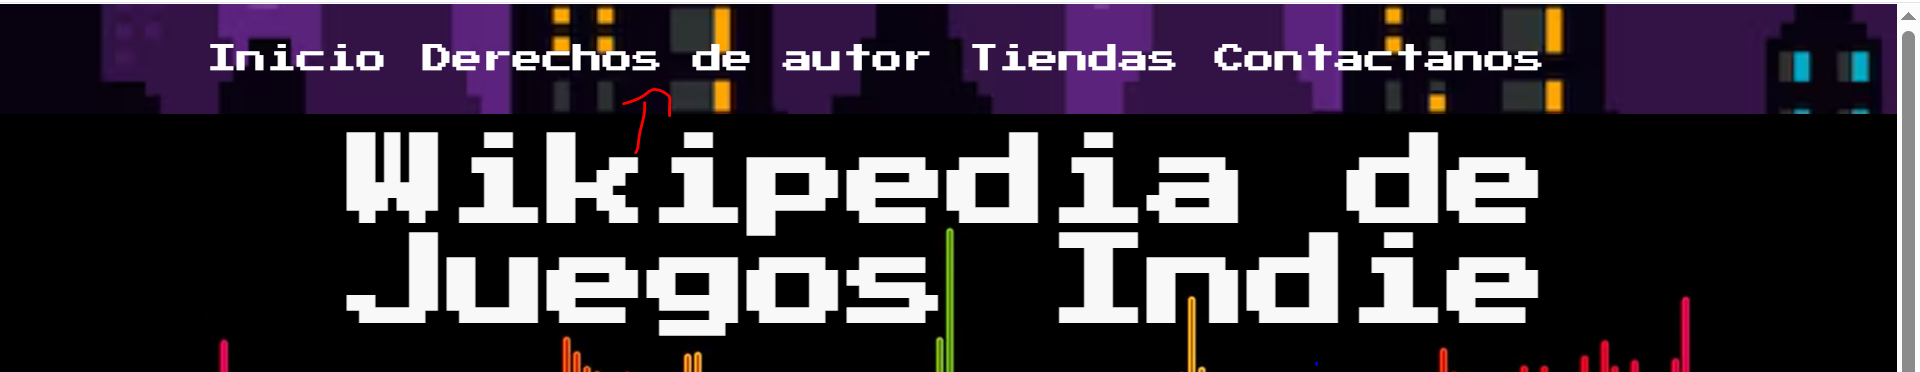 Inicio Derechos de autor Tiendas Contactanos
Wikipedia de
Juegos Indie